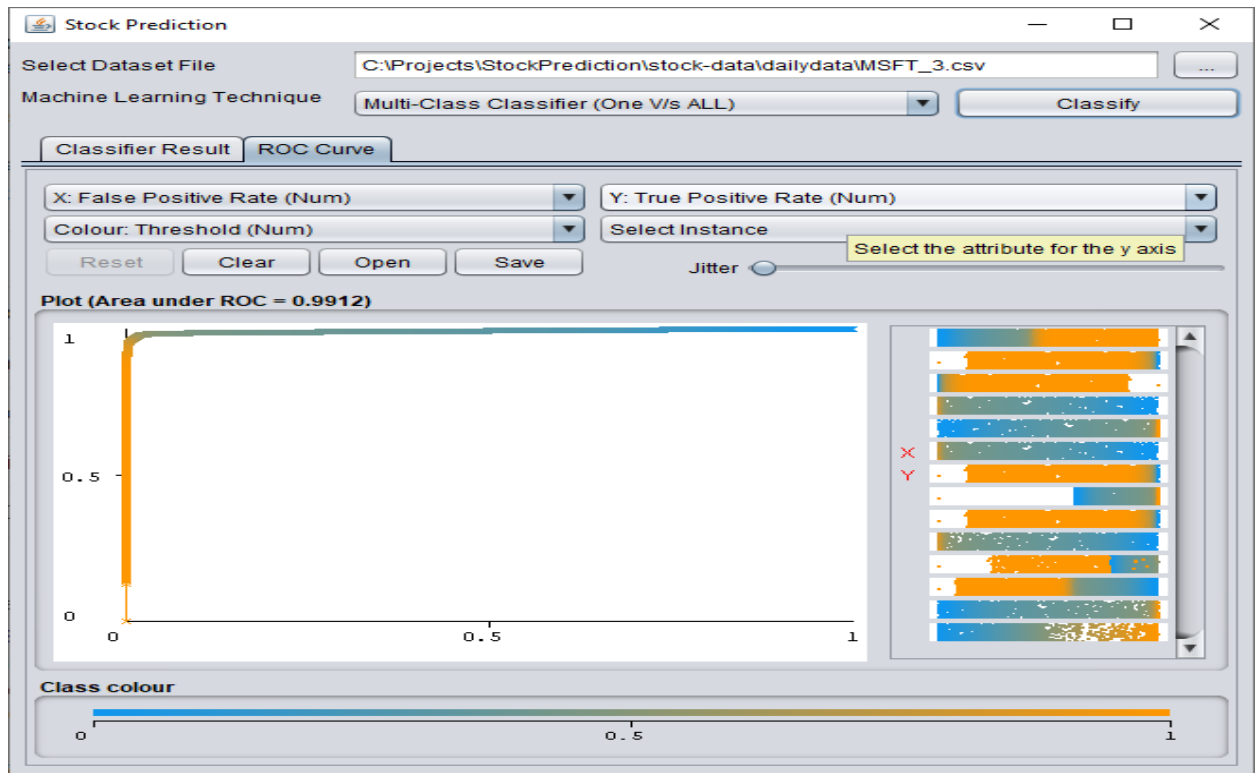 Stock Prediction
Select Dataset File C:\Projects\StockPrediction\stock-data\dailydata\MSFT_3.csv ...
Machine Learning Technique Multi-Class Classifier (One V/s ALL) Classify
Classifier Result ROC Curve
X: False Positive Rate (Num) Y: True Positive Rate (Num)
Colour: Threshold (Num) Select Instance
Select the attribute for the y axis
Reset Clear Open Save Jitter
Plot (Area under ROC = 0.9912)
1
X
0.5 Y
0
0 0.5 1
Class colour
0 0.5 1